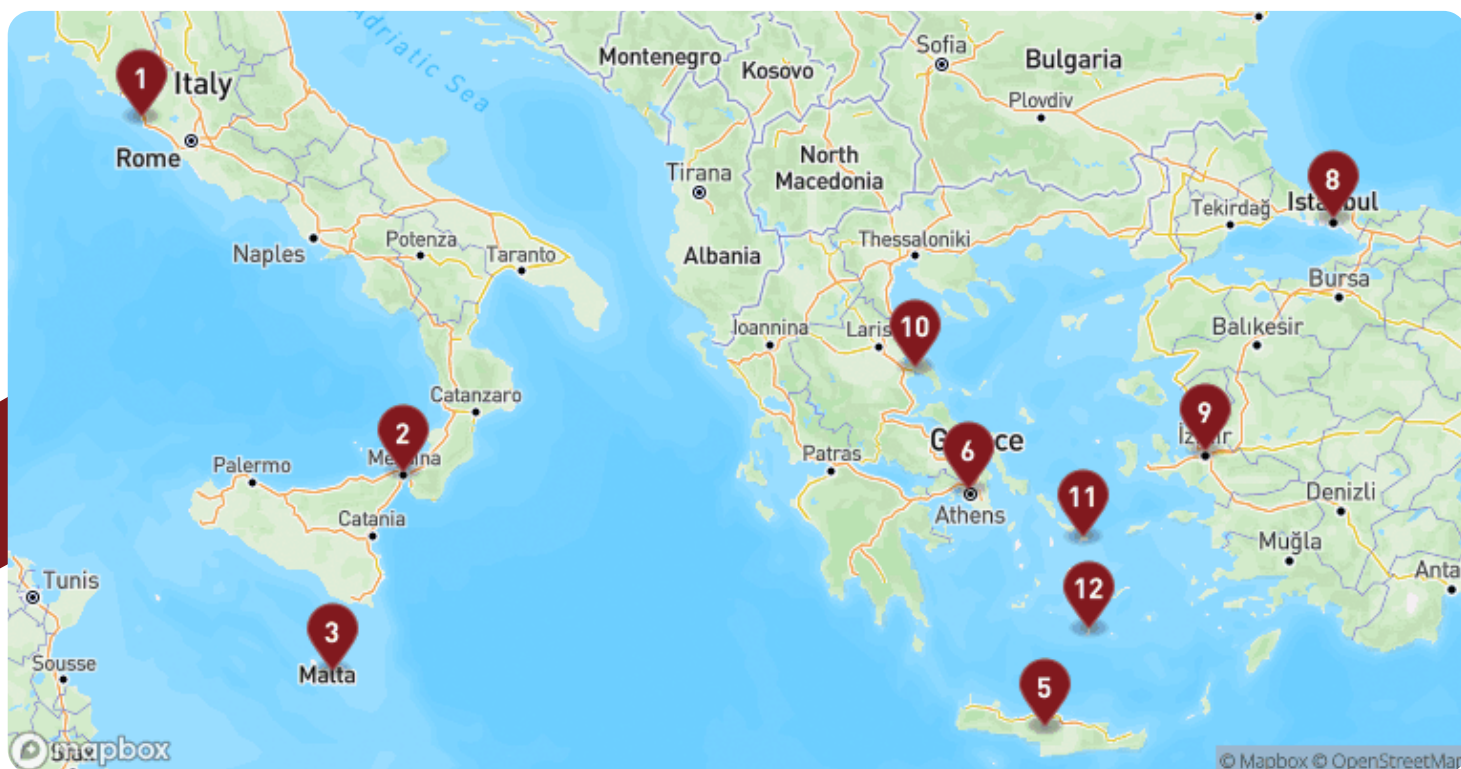 Adriatic Sea
Montenegro
Kosovo
Sofia
Bulgaria
1
Italy
Plovdiv
Rome
North
Macedonia
Tirana
8
Istanbul
Tekirdağ
Naples
Potenza
Taranto
Albania
Thessaloniki
Bursa
Ioannina
Laris
10
Balıkesir
Catanzaro
2
9
Palermo
Messina
Patras
Greece
6
İzmir
Catania
Athens
11
Denizli
Muğla
Tunis
12
Anta
3
Sousse
Malta
5
mapbox
© Mapbox © OpenStreetMap